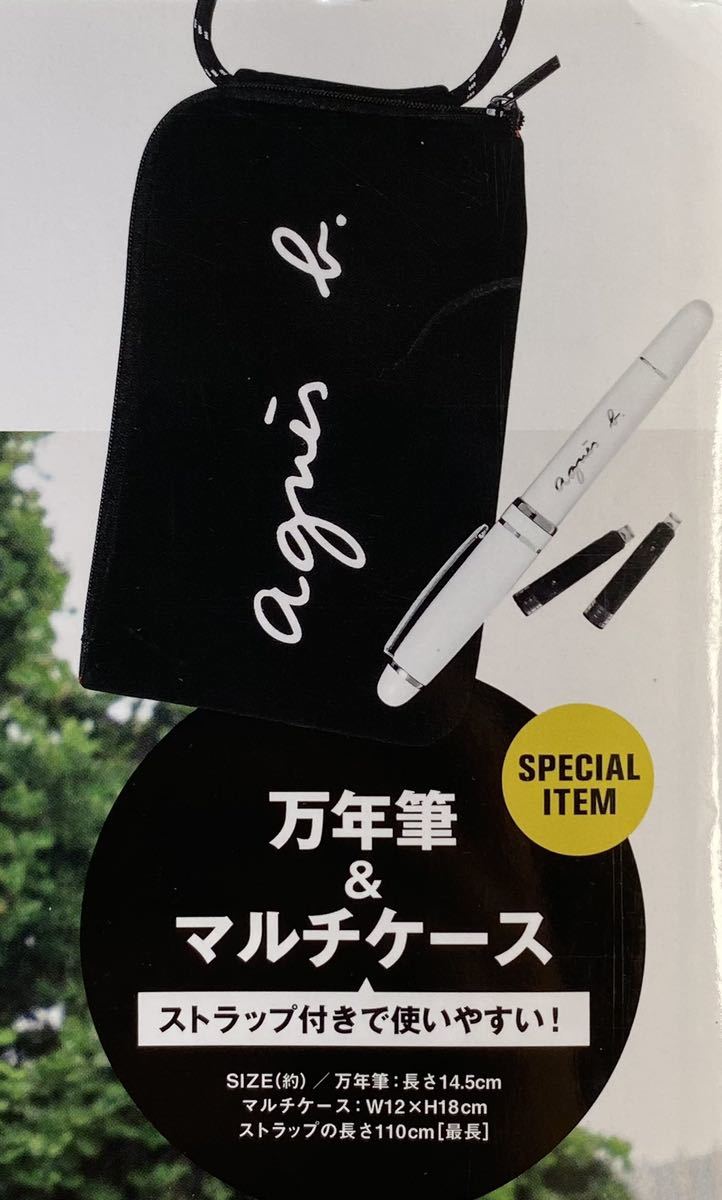 agnès b.
agnès b.
SPECIAL
ITEM
万年筆
&
マルチケース
ストラップ付きで使いやすい!
SIZE(約)／万年筆:長さ14.5cm
マルチケース:W12×H18cm
ストラップの長さ110cm[最長]